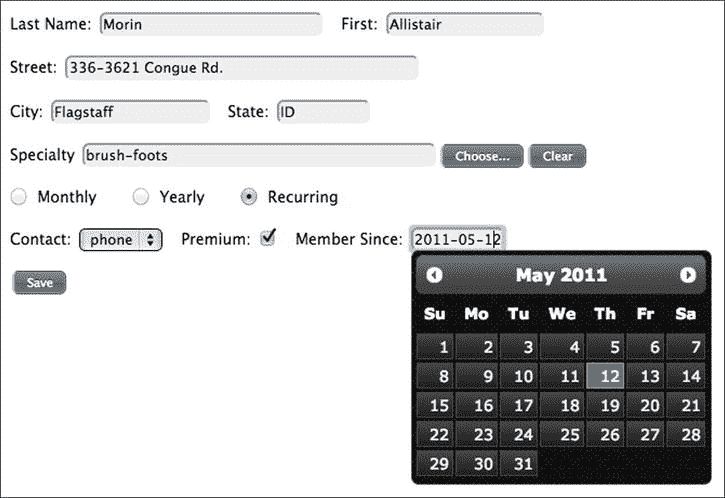 Last Name: Morin First: Allistair
Street: 336-3621 Congue Rd.
City: Flagstaff State: ID
Specialty brush-foots Choose... Clear
Monthly Yearly Recurring
Contact: phone Premium: Member Since: 2011-05-12
Save
May 2011
Su Mo Tu We Th Fr Sa
1 2 3 4 5 6 7
8 9 10 11 12 13 14
15 16 17 18 19 20 21
22 23 24 25 26 27 28
29 30 31